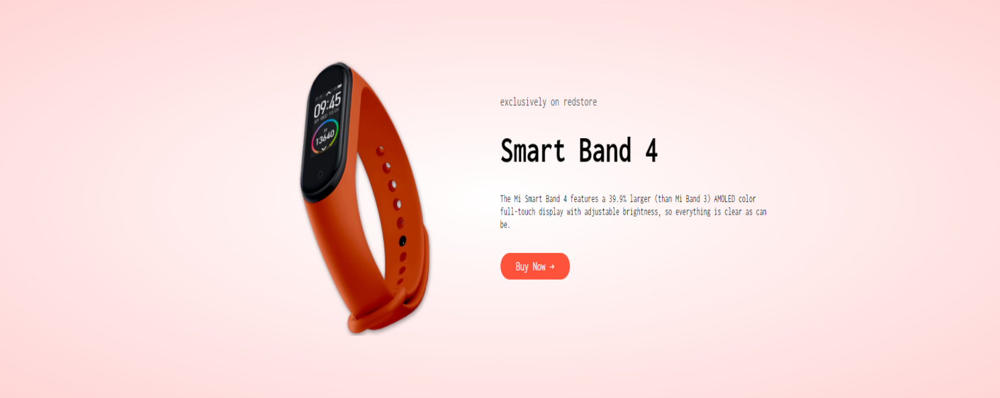 09:45
13640
exclusively on redstore
Smart Band 4
The Mi Smart Band 4 features a 39.9% larger (than Mi Band 3) AMOLED color
full-touch display with adjustable brightness, so everything is clear as can
be.
Buy Now →